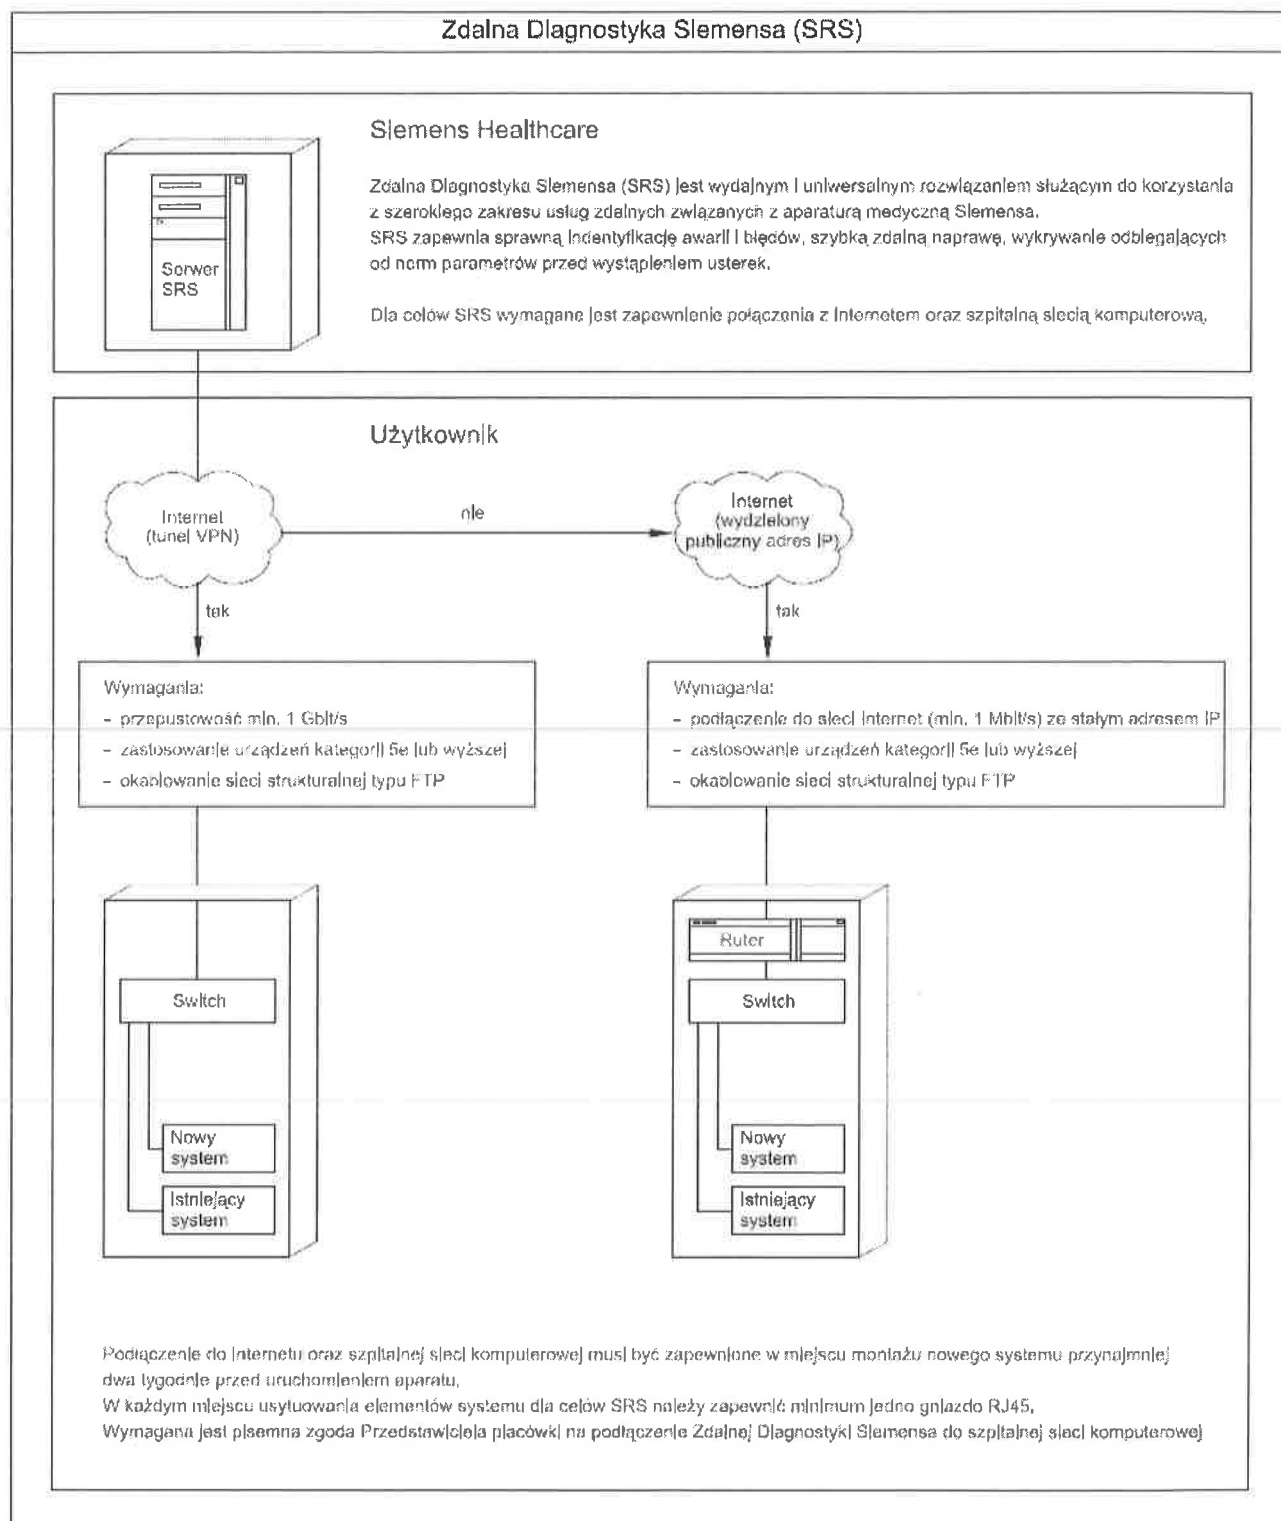 Zdalna Diagnostyka Siemensa (SRS)
Siemens Healthcare
Zdalna Diagnostyka Siemensa (SRS) jest wydajnym i uniwersalnym rozwiązaniem służącym do korzystania
z szerokiego zakresu usług zdalnych związanych z aparaturą medyczną Siemensa.
SRS zapewnia sprawną indentyfikację awarii i błędów, szybką zdalną naprawę, wykrywanie odbiegających
od norm parametrów przed wystąpieniem usterek.
Dla celów SRS wymagane jest zapewnienie połączenia z Internetem oraz szpitalną siecią komputerową.
Serwer
SRS
Użytkownik
Internet
(tunel VPN)
nie
Internet
(wydzielony
publiczny adres IP)
tak
tak
Wymagania:
- przepustowość min. 1 Gbit/s
- zastosowanie urządzeń kategorii 5e lub wyższej
- okablowanie sieci strukturalnej typu FTP
Wymagania:
- podłączenie do sieci Internet (min. 1 Mbit/s) ze stałym adresem IP
- zastosowanie urządzeń kategorii 5e lub wyższej
- okablowanie sieci strukturalnej typu FTP
Switch
Nowy
system
Istniejący
system
Ruter
Switch
Nowy
system
Istniejący
system
Podłączenie do Internetu oraz szpitalnej sieci komputerowej musi być zapewnione w miejscu montażu nowego systemu przynajmniej
dwa tygodnie przed uruchomieniem aparatu.
W każdym miejscu usytuowania elementów systemu dla celów SRS należy zapewnić minimum jedno gniazdo RJ45.
Wymagana jest pisemna zgoda Przedstawiciela placówki na podłączenie Zdalnej Diagnostyki Siemensa do szpitalnej sieci komputerowej